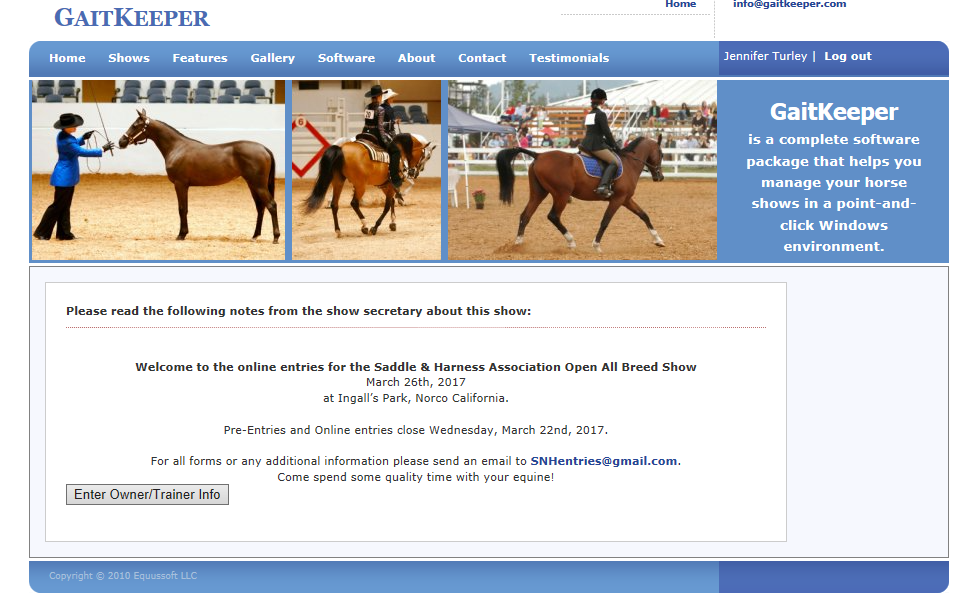 GAITKEEPER
Home
info@gaitkeeper.com
Home Shows Features Gallery Software About Contact Testimonials
Jennifer Turley | Log out
20
6
GaitKeeper
is a complete software
package that helps you
manage your horse
shows in a point-and-
click Windows
environment.
Please read the following notes from the show secretary about this show:
Welcome to the online entries for the Saddle & Harness Association Open All Breed Show
March 26th, 2017
at Ingall’s Park, Norco California.
Pre-Entries and Online entries close Wednesday, March 22nd, 2017.
For all forms or any additional information please send an email to SNHentries@gmail.com.
Come spend some quality time with your equine!
Enter Owner/Trainer Info
Copyright © 2010 Equussoft LLC